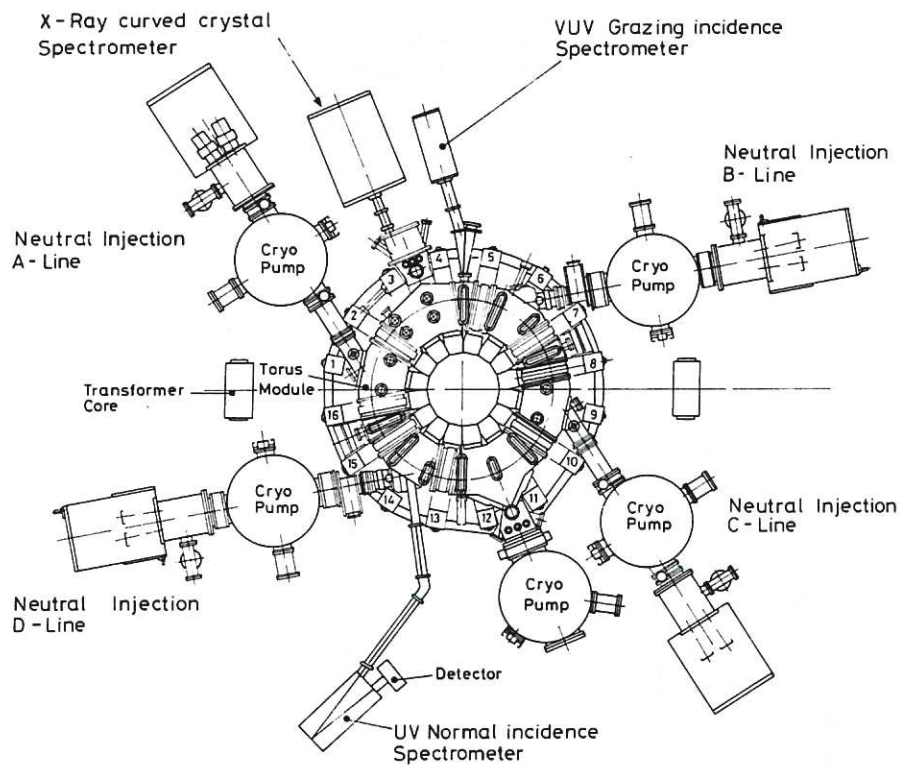 X-Ray curved crystal
Spectrometer
VUV Grazing incidence
Spectrometer
Neutral Injection
B-Line
Neutral Injection
A-Line
Cryo
Pump
Cryo
Pump
4
5
3
6
2
7
1
8
Torus
Module
Transformer
Core
16
9
15
10
14
13
12
11
Cryo
Pump
Cryo
Pump
Neutral Injection
C-Line
Neutral Injection
D-Line
Cryo
Pump
Detector
UV Normal incidence
Spectrometer